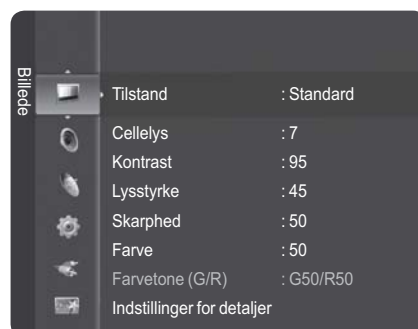 Billede
Tilstand : Standard
Cellelys : 7
Kontrast : 95
Lysstyrke : 45
Skarphed : 50
Farve : 50
Farvetone (G/R) : G50/R50
Indstillinger for detaljer